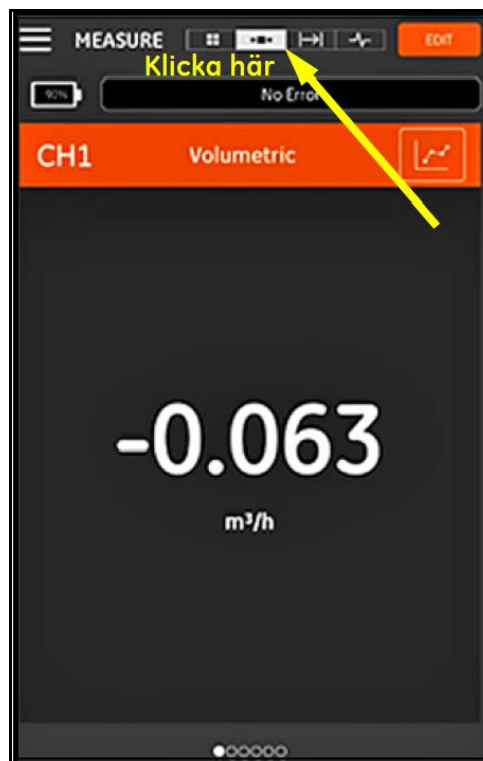 MEASURE EDIT
Klicka här
90% No Error
CH1 Volumetric
-0.063
m³/h